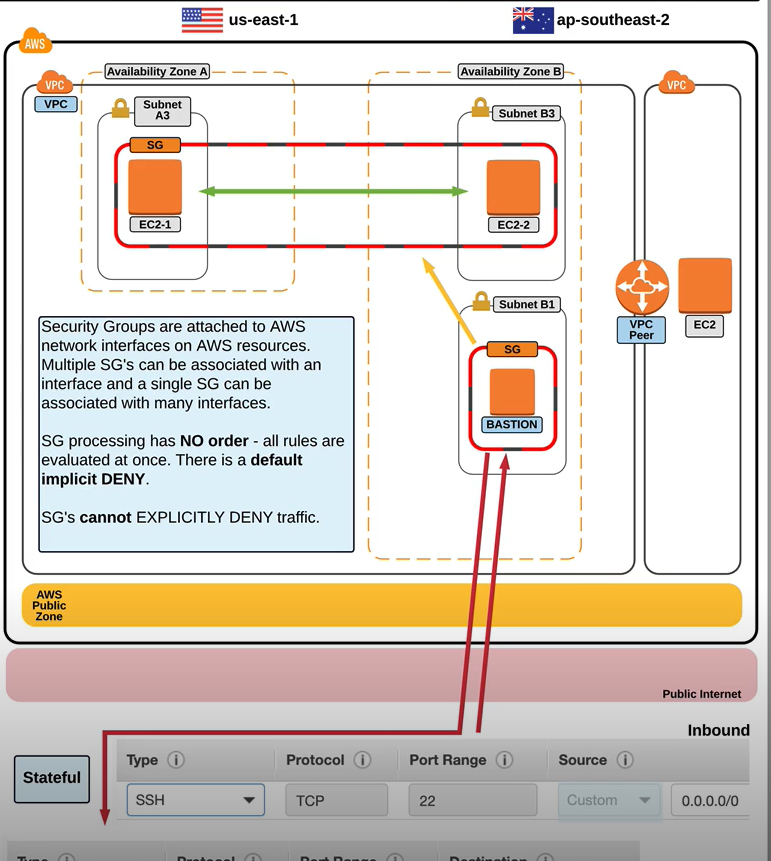 us-east-1
ap-southeast-2
AWS
VPC
VPC
Availability Zone A
Availability Zone B
VPC
Subnet
A3
Subnet B3
SG
EC2-1
EC2-2
Subnet B1
VPC
Peer
EC2
Security Groups are attached to AWS
network interfaces on AWS resources.
Multiple SG's can be associated with an
interface and a single SG can be
associated with many interfaces.
SG processing has NO order - all rules are
evaluated at once. There is a default
implicit DENY.
SG's cannot EXPLICITLY DENY traffic.
SG
BASTION
AWS
Public
Zone
Public Internet
Inbound
Stateful
Type i Protocol i Port Range i Source i
SSH TCP 22 Custom 0.0.0.0/0
Type i Protocol i Port Range i Destination i